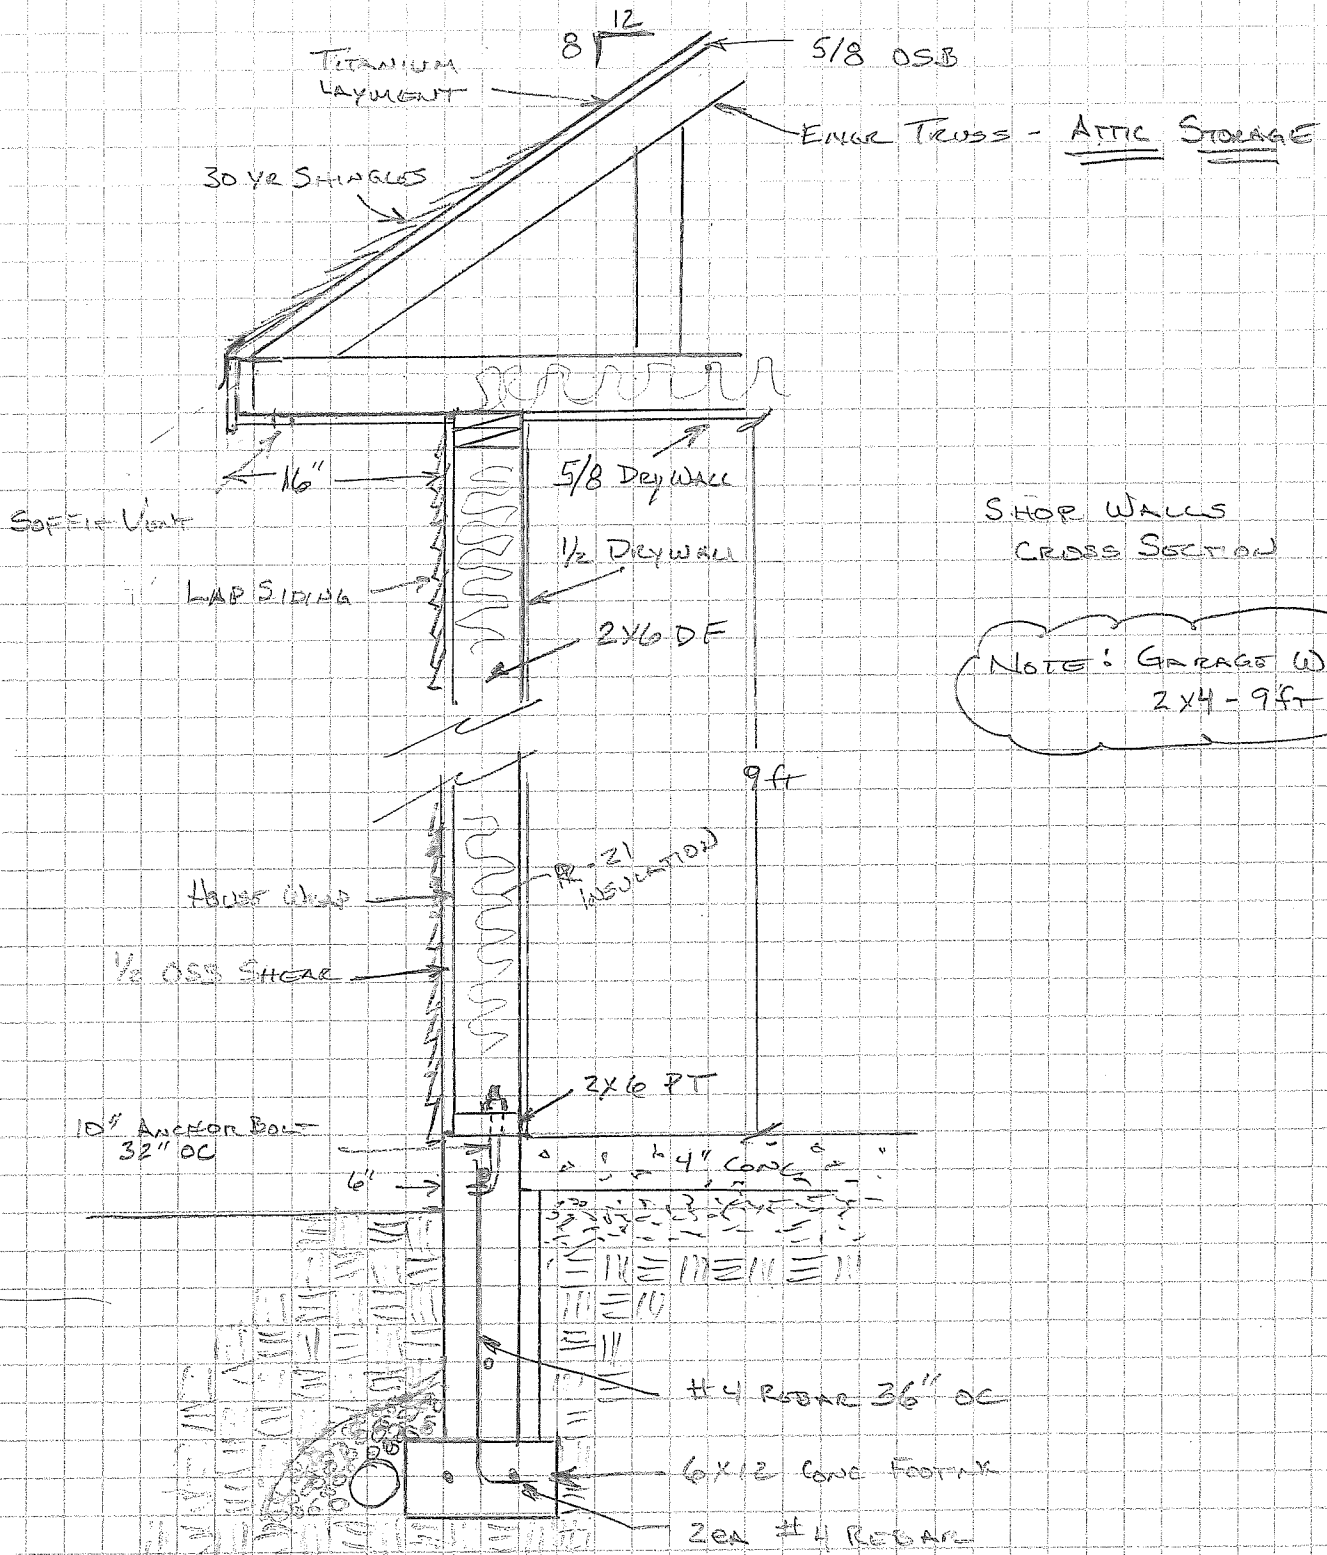 12
8
TITANIUM
LAYMENT
5/8 OSB
ENGR TRUSS - ATTIC STORAGE
30 YR SHINGLES
16"
5/8 DRYWALL
SOFFIT VENT
SHOP WALLS
CROSS SECTION
1/2 DRYWALL
LAP SIDING
2X6 DF
NOTE: GARAGE W
2X4 - 9ft
9 ft
R-21
INSULATION
HOUSE WRAP
1/2 OSB SHEAR
2X6 PT
10" ANCHOR BOLT
32" OC
4" CONC
6"
#4 REBAR 36" OC
6X12 CONC
2EA #4 REBAR